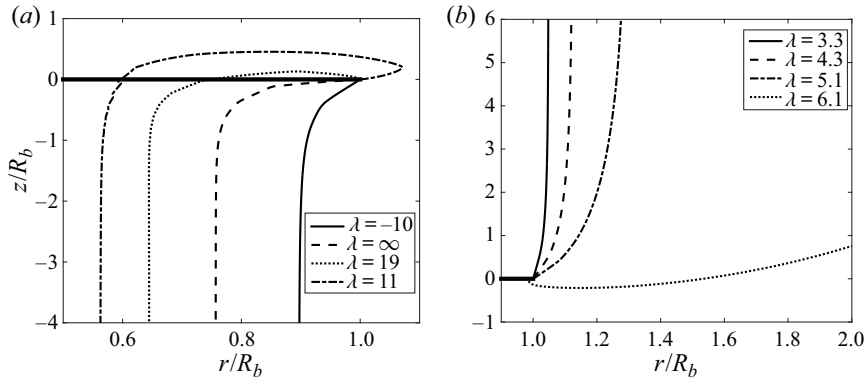 (a)
1
0
–1
–2
–3
–4
z/R_b
0.6
0.8
1.0
r/R_b
λ = –10
λ = ∞
λ = 19
λ = 11
(b)
6
5
4
3
2
1
0
–1
1.0
1.2
1.4
1.6
1.8
2.0
r/R_b
λ = 3.3
λ = 4.3
λ = 5.1
λ = 6.1